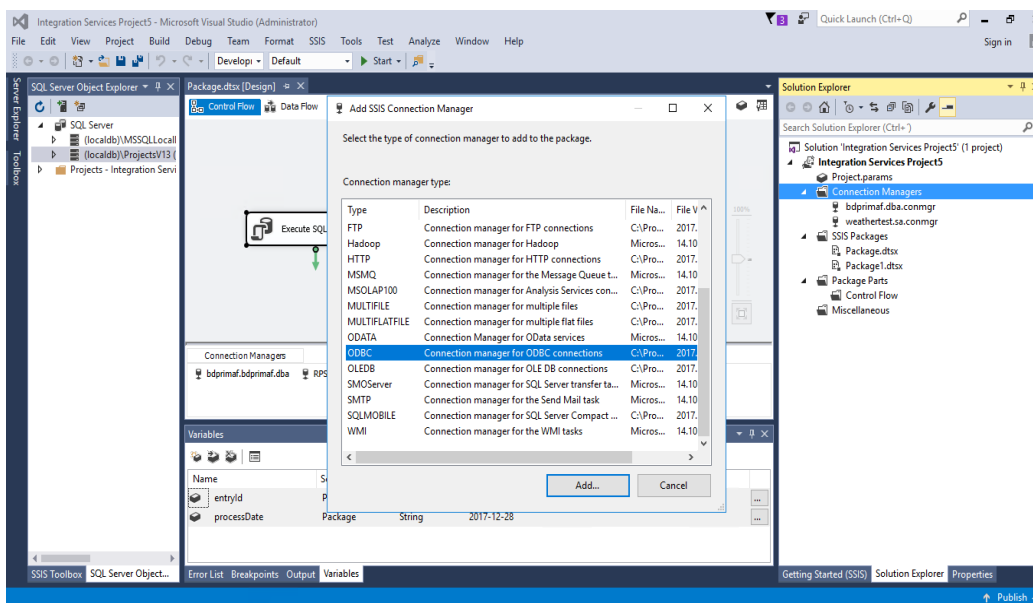 Integration Services Project5 - Microsoft Visual Studio (Administrator)
3
Quick Launch (Ctrl+Q)
File Edit View Project Build Debug Team Format SSIS Tools Test Analyze Window Help
Sign in
Developı Default Start
Server Explorer
Toolbox
SQL Server Object Explorer
SQL Server
(localdb)\MSSQLLocall
(localdb)\ProjectsV13 (
Projects - Integration Servi
SSIS Toolbox SQL Server Object...
Package.dtsx [Design]
Control Flow Data Flow
Execute SQL
100%
Connection Managers
bdprimaf.bdprimaf.dba RPS
Variables
Name
entryId
processDate Package String 2017-12-28
Error List Breakpoints Output Variables
Add SSIS Connection Manager
Select the type of connection manager to add to the package.
Connection manager type:
Type Description File Na... File V
FTP Connection manager for FTP connections C:\Pro... 2017.
Hadoop Connection manager for Hadoop Micros... 14.10
HTTP Connection manager for HTTP connections C:\Pro... 2017.
MSMQ Connection manager for the Message Queue t... Micros... 14.10
MSOLAP100 Connection manager for Analysis Services con... C:\Pro... 2017.
MULTIFILE Connection manager for multiple files C:\Pro... 2017.
MULTIFLATFILE Connection manager for multiple flat files C:\Pro... 2017.
ODATA Connection manager for OData services Micros... 14.10
ODBC Connection manager for ODBC connections C:\Pro... 2017.
OLEDB Connection manager for OLE DB connections C:\Pro... 2017.
SMOServer Connection manager for SQL Server transfer ta... Micros... 14.10
SMTP Connection manager for the Send Mail task Micros... 14.10
SQLMOBILE Connection manager for SQL Server Compact ... C:\Pro... 2017.
WMI Connection manager for the WMI tasks Micros... 14.10
Add... Cancel
Solution Explorer
Search Solution Explorer (Ctrl+¨)
Solution 'Integration Services Project5' (1 project)
Integration Services Project5
Project.params
Connection Managers
bdprimaf.dba.conmgr
weathertest.sa.conmgr
SSIS Packages
Package.dtsx
Package1.dtsx
Package Parts
Control Flow
Miscellaneous
Getting Started (SSIS) Solution Explorer Properties
Publish